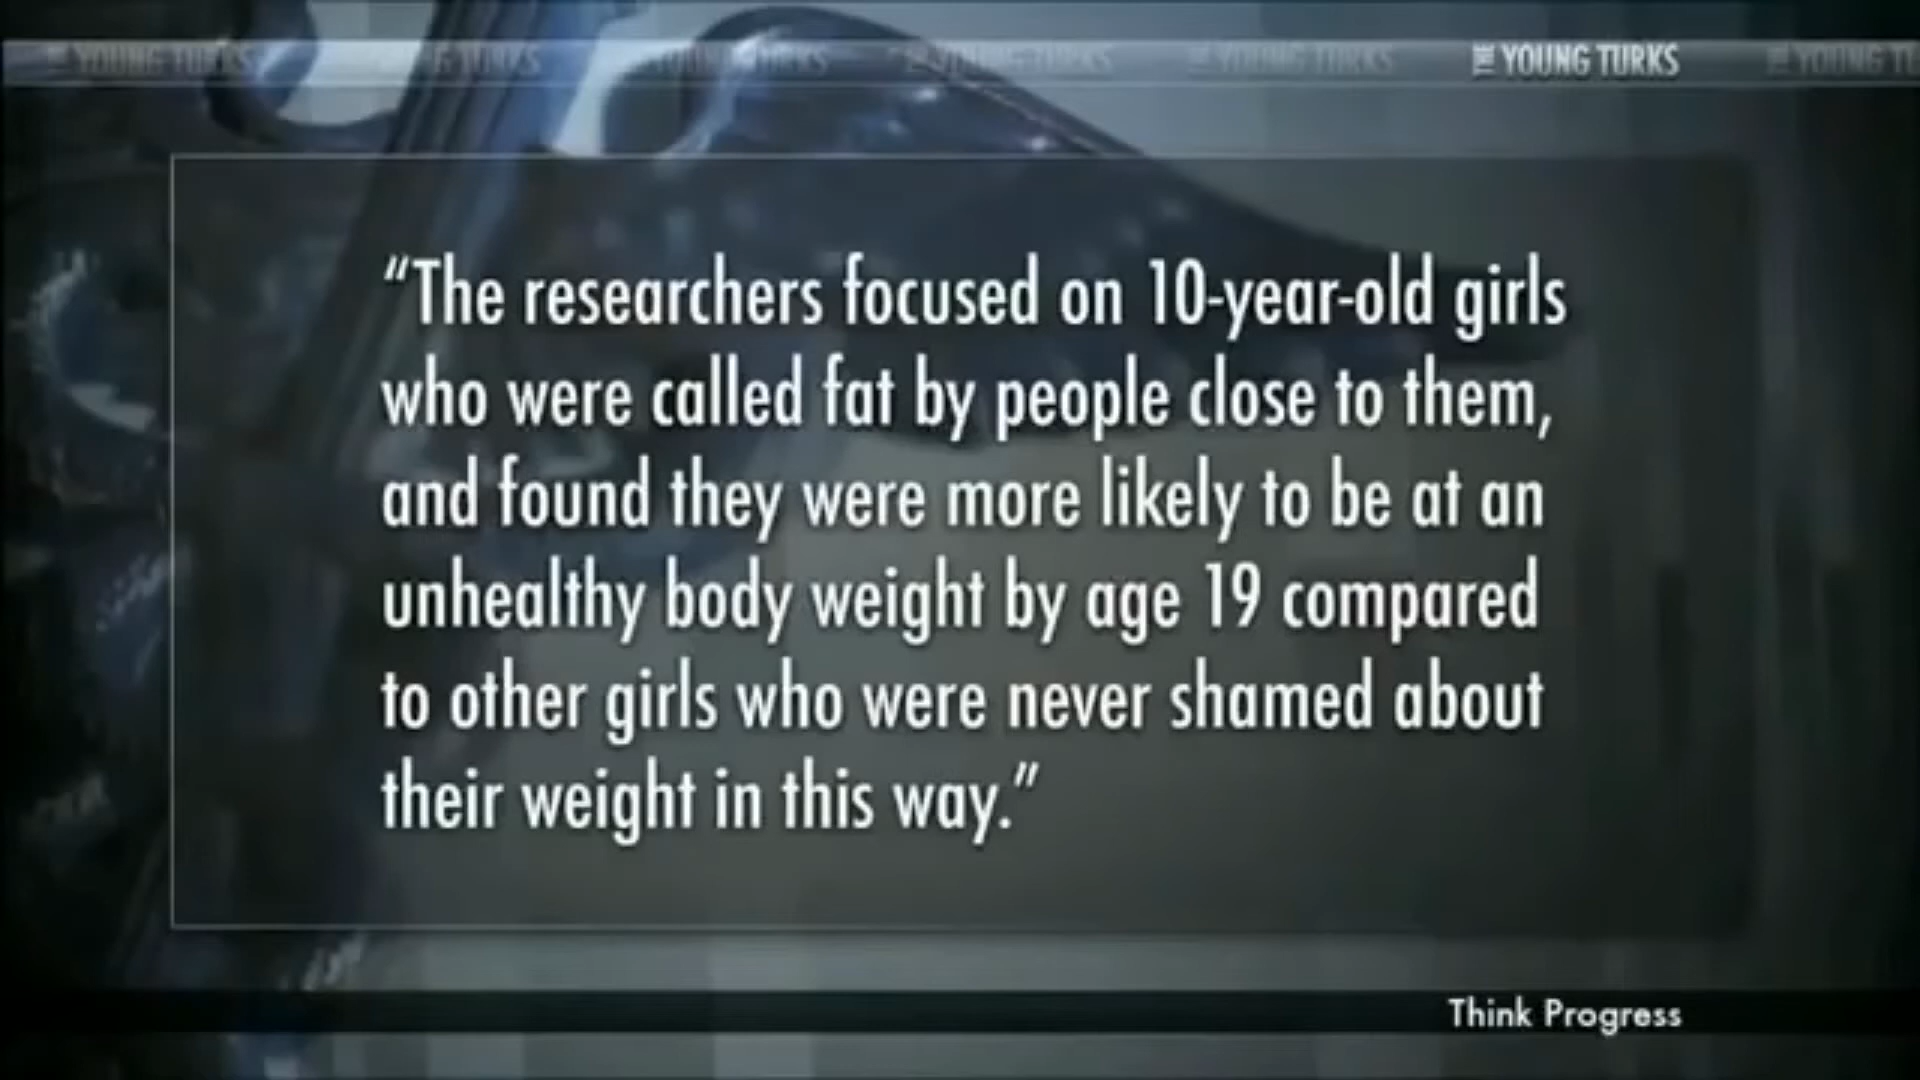 THE YOUNG TURKS
“The researchers focused on 10-year-old girls
who were called fat by people close to them,
and found they were more likely to be at an
unhealthy body weight by age 19 compared
to other girls who were never shamed about
their weight in this way.”
Think Progress